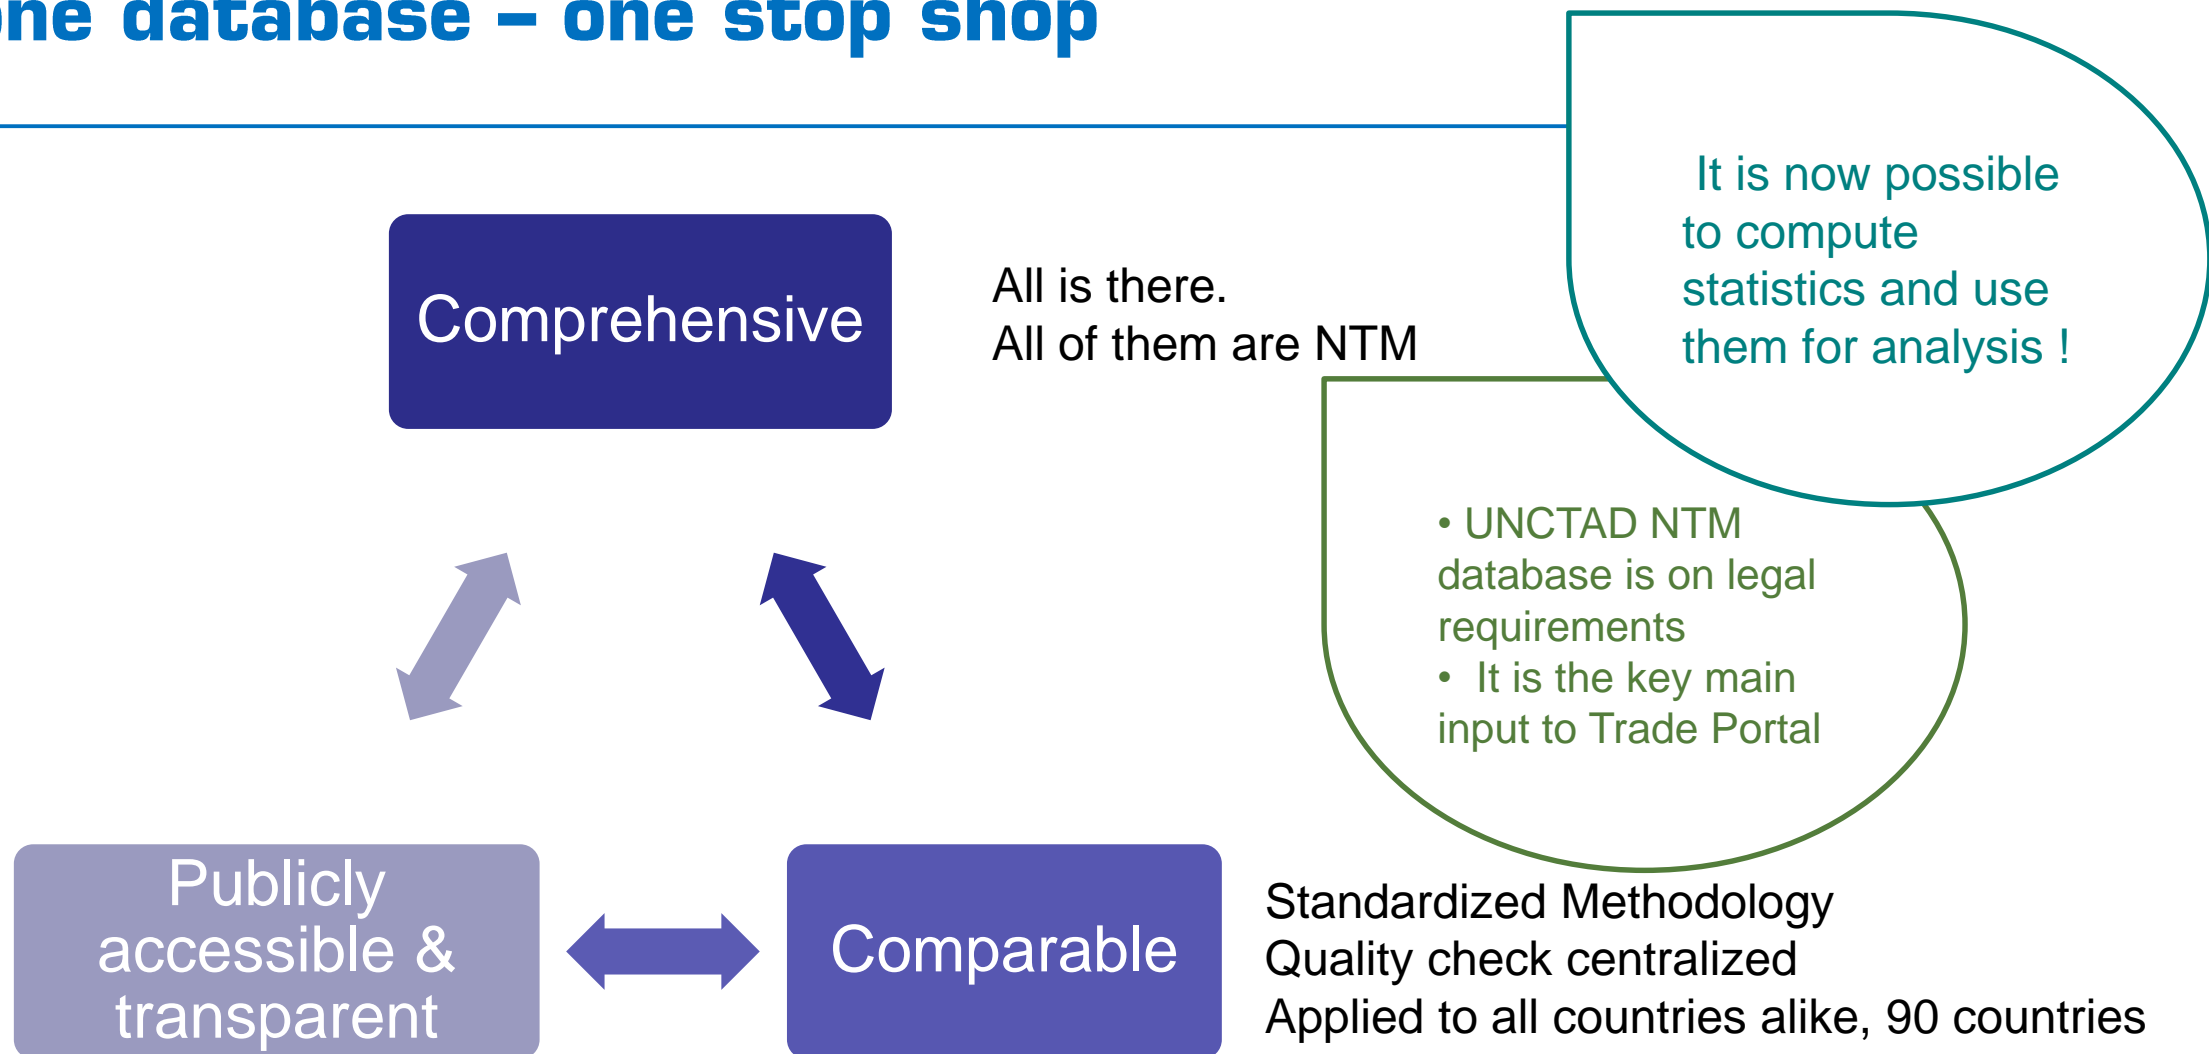 one database – one stop shop
It is now possible
to compute
statistics and use
them for analysis !
Comprehensive
All is there.
All of them are NTM
• UNCTAD NTM
database is on legal
requirements
• It is the key main
input to Trade Portal
Publicly
accessible &
transparent
Comparable
Standardized Methodology
Quality check centralized
Applied to all countries alike, 90 countries